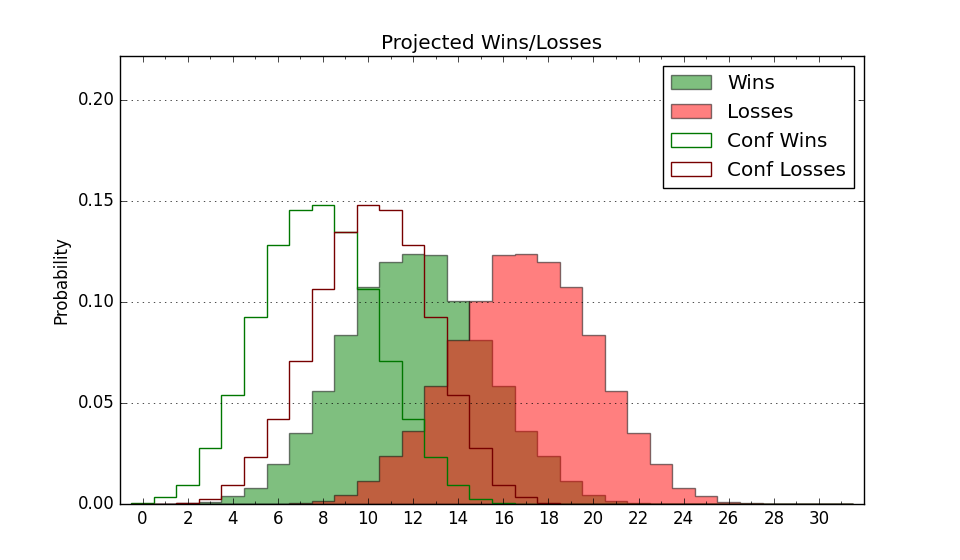 Projected Wins/Losses
Wins
Losses
Conf Wins
Conf Losses
Probability
0.20
0.15
0.10
0.05
0.00
0 2 4 6 8 10 12 14 16 18 20 22 24 26 28 30